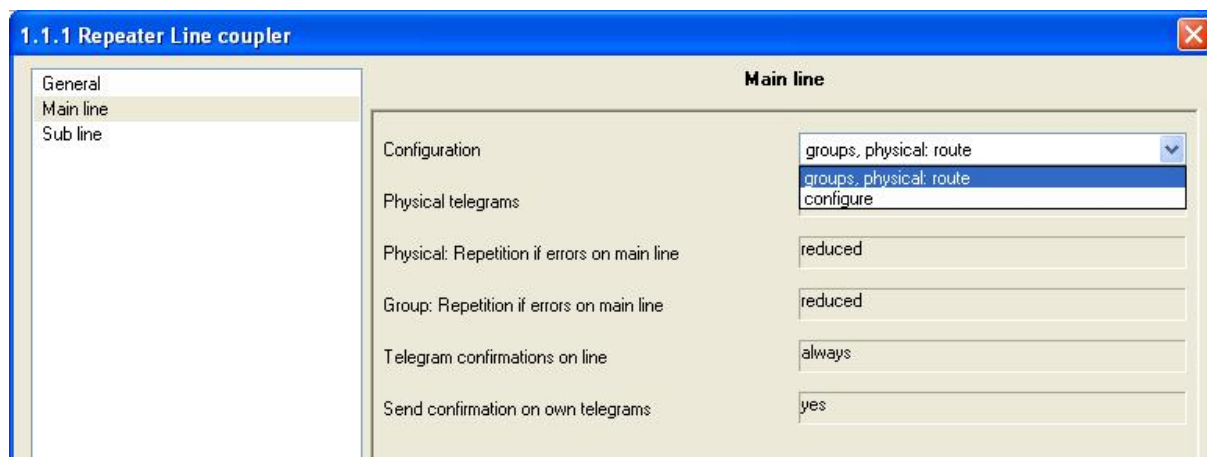 1.1.1 Repeater Line coupler
General
Main line
Sub line
Main line
Configuration
groups, physical: route
groups, physical: route
configure
Physical telegrams
Physical: Repetition if errors on main line
reduced
Group: Repetition if errors on main line
reduced
Telegram confirmations on line
always
Send confirmation on own telegrams
yes